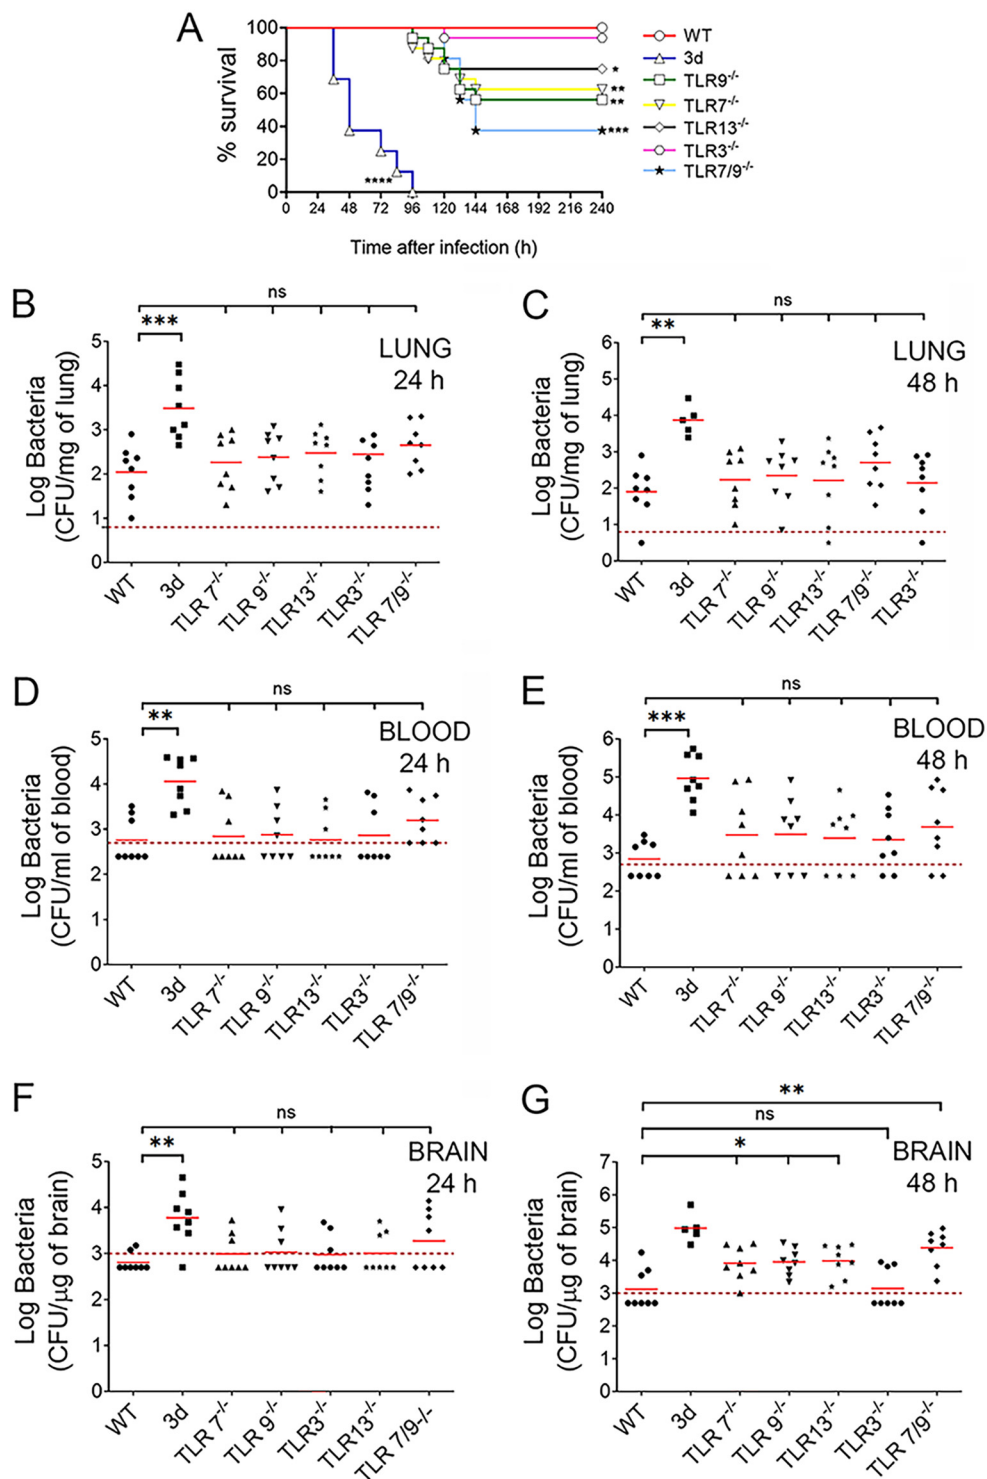 A
% survival
100
80
60
40
20
0
0 24 48 72 96 120 144 168 192 216 240
Time after infection (h)
****
*
**
**
***
WT
3d
TLR9-/-
TLR7-/-
TLR13-/-
TLR3-/-
TLR7/9-/-
B
ns
***
LUNG
24 h
Log Bacteria
(CFU/mg of lung)
5
4
3
2
1
0
WT 3d TLR 7-/- TLR 9-/- TLR13-/- TLR3-/- TLR 7/9-/-
C
ns
**
LUNG
48 h
Log Bacteria
(CFU/mg of lung)
6
5
4
3
2
1
0
WT 3d TLR 7-/- TLR 9-/- TLR13-/- TLR 7/9-/- TLR3-/-
D
ns
**
BLOOD
24 h
Log Bacteria
(CFU/ml of blood)
5
4
3
2
1
0
WT 3d TLR 7-/- TLR 9-/- TLR13-/- TLR3-/- TLR 7/9-/-
E
ns
***
BLOOD
48 h
Log Bacteria
(CFU/ml of blood)
6
5
4
3
2
1
0
WT 3d TLR 7-/- TLR 9-/- TLR13-/- TLR3-/- TLR 7/9-/-
F
ns
**
BRAIN
24 h
Log Bacteria
(CFU/µg of brain)
5
4
3
2
1
0
WT 3d TLR 7-/- TLR 9-/- TLR3-/- TLR13-/- TLR 7/9-/-
G
**
ns
*
BRAIN
48 h
Log Bacteria
(CFU/µg of brain)
7
6
5
4
3
2
1
0
WT 3d TLR 7-/- TLR 9-/- TLR13-/- TLR3-/- TLR 7/9-/-